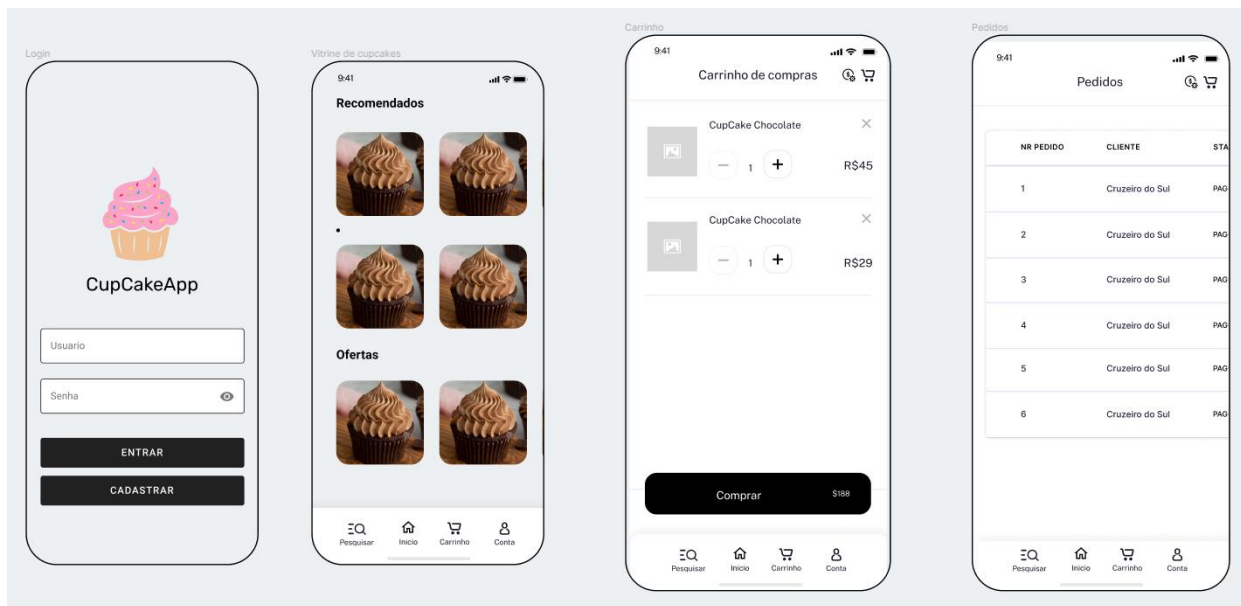 Login
CupCakeApp
Usuario
Senha
ENTRAR
CADASTRAR
Vitrine de cupcakes
9:41
Recomendados
Ofertas
Pesquisar Inicio Carrinho Conta
Carrinho
9:41
Carrinho de compras
CupCake Chocolate
1 R$45
CupCake Chocolate
1 R$29
Comprar $188
Pesquisar Inicio Carrinho Conta
Pedidos
9:41
Pedidos
NR PEDIDO CLIENTE STA
1 Cruzeiro do Sul PAG
2 Cruzeiro do Sul PAG
3 Cruzeiro do Sul PAG
4 Cruzeiro do Sul PAG
5 Cruzeiro do Sul PAG
6 Cruzeiro do Sul PAG
Pesquisar Inicio Carrinho Conta